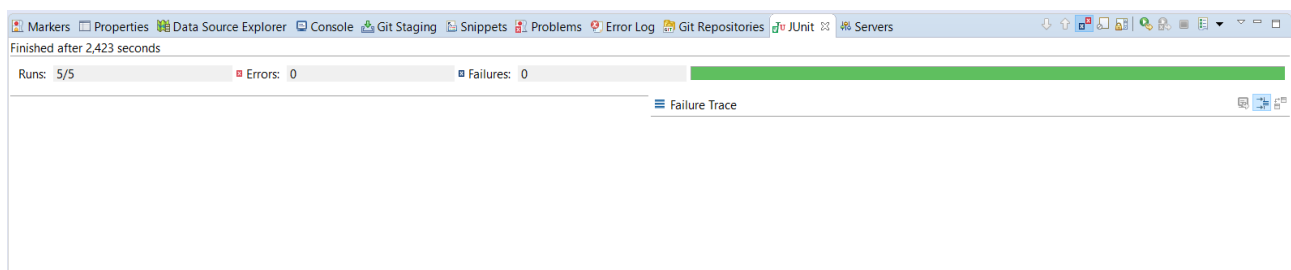 Markers Properties Data Source Explorer Console Git Staging Snippets Problems Error Log Git Repositories JUnit Servers
Finished after 2,423 seconds
Runs: 5/5 Errors: 0 Failures: 0
Failure Trace